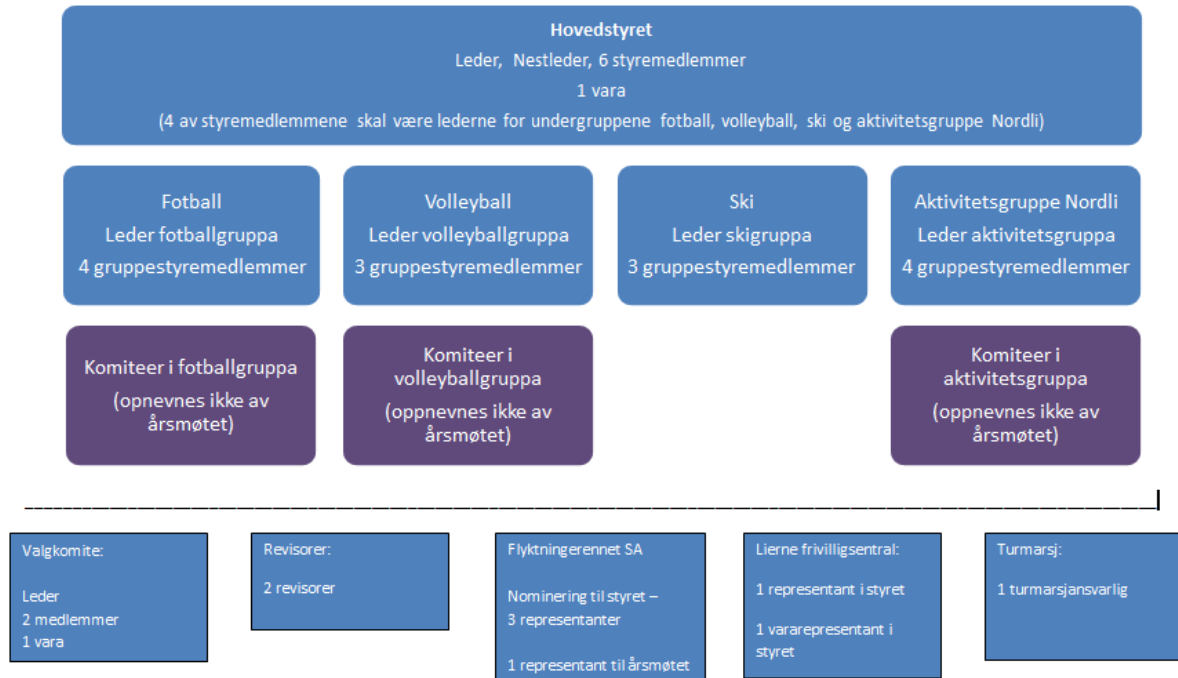 Hovedstyret
Leder, Nestleder, 6 styremedlemmer
1 vara
(4 av styremedlemmene skal være lederne for undergruppene fotball, volleyball, ski og aktivitetsgruppe Nordli)
Fotball
Leder fotballgruppa
4 gruppestyremedlemmer
Volleyball
Leder volleyballgruppa
3 gruppestyremedlemmer
Ski
Leder skigruppa
3 gruppestyremedlemmer
Aktivitetsgruppe Nordli
Leder aktivitetsgruppa
4 gruppestyremedlemmer
Komiteer i fotballgruppa
(opnevnes ikke av
årsmøtet)
Komiteer i
volleyballgruppa
(oppnevnes ikke av
årsmøtet)
Komiteer i
aktivitetsgruppa
(oppnevnes ikke av
årsmøtet)
Valgkomite:
Leder
2 medlemmer
1 vara
Revisorer:
2 revisorer
Flyktningerennet SA
Nominering til styret –
3 representanter
1 representant til årsmøtet
Lierne frivilligsentral:
1 representant i styret
1 vararepresentant i
styret
Turmarsj:
1 turmarsjansvarlig